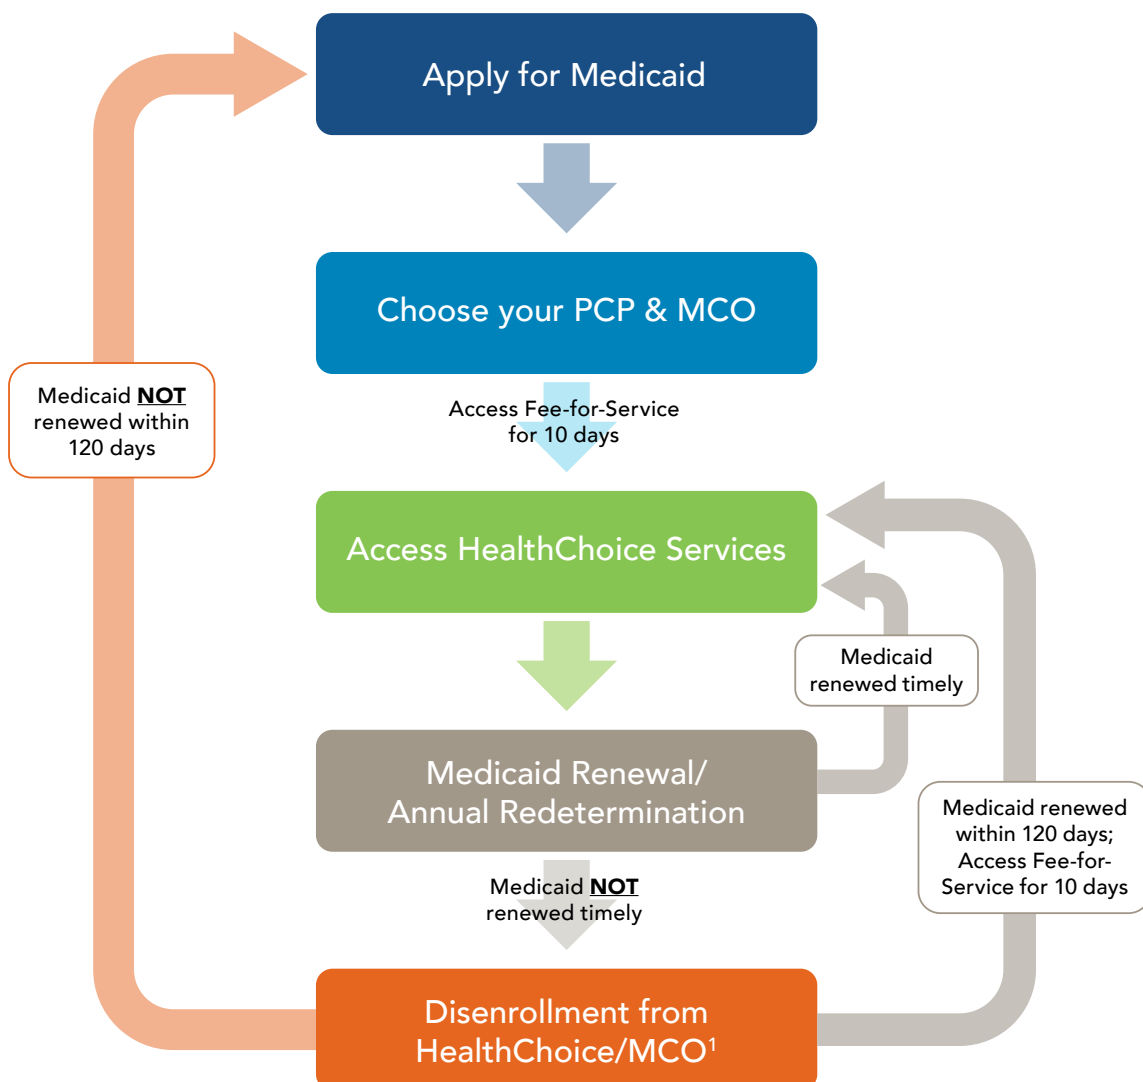 Apply for Medicaid
Choose your PCP & MCO
Access Fee-for-Service
for 10 days
Medicaid NOT
renewed within
120 days
Access HealthChoice Services
Medicaid
renewed timely
Medicaid Renewal/
Annual Redetermination
Medicaid renewed
within 120 days;
Access Fee-for-
Service for 10 days
Medicaid NOT
renewed timely
Disenrollment from
HealthChoice/MCO¹